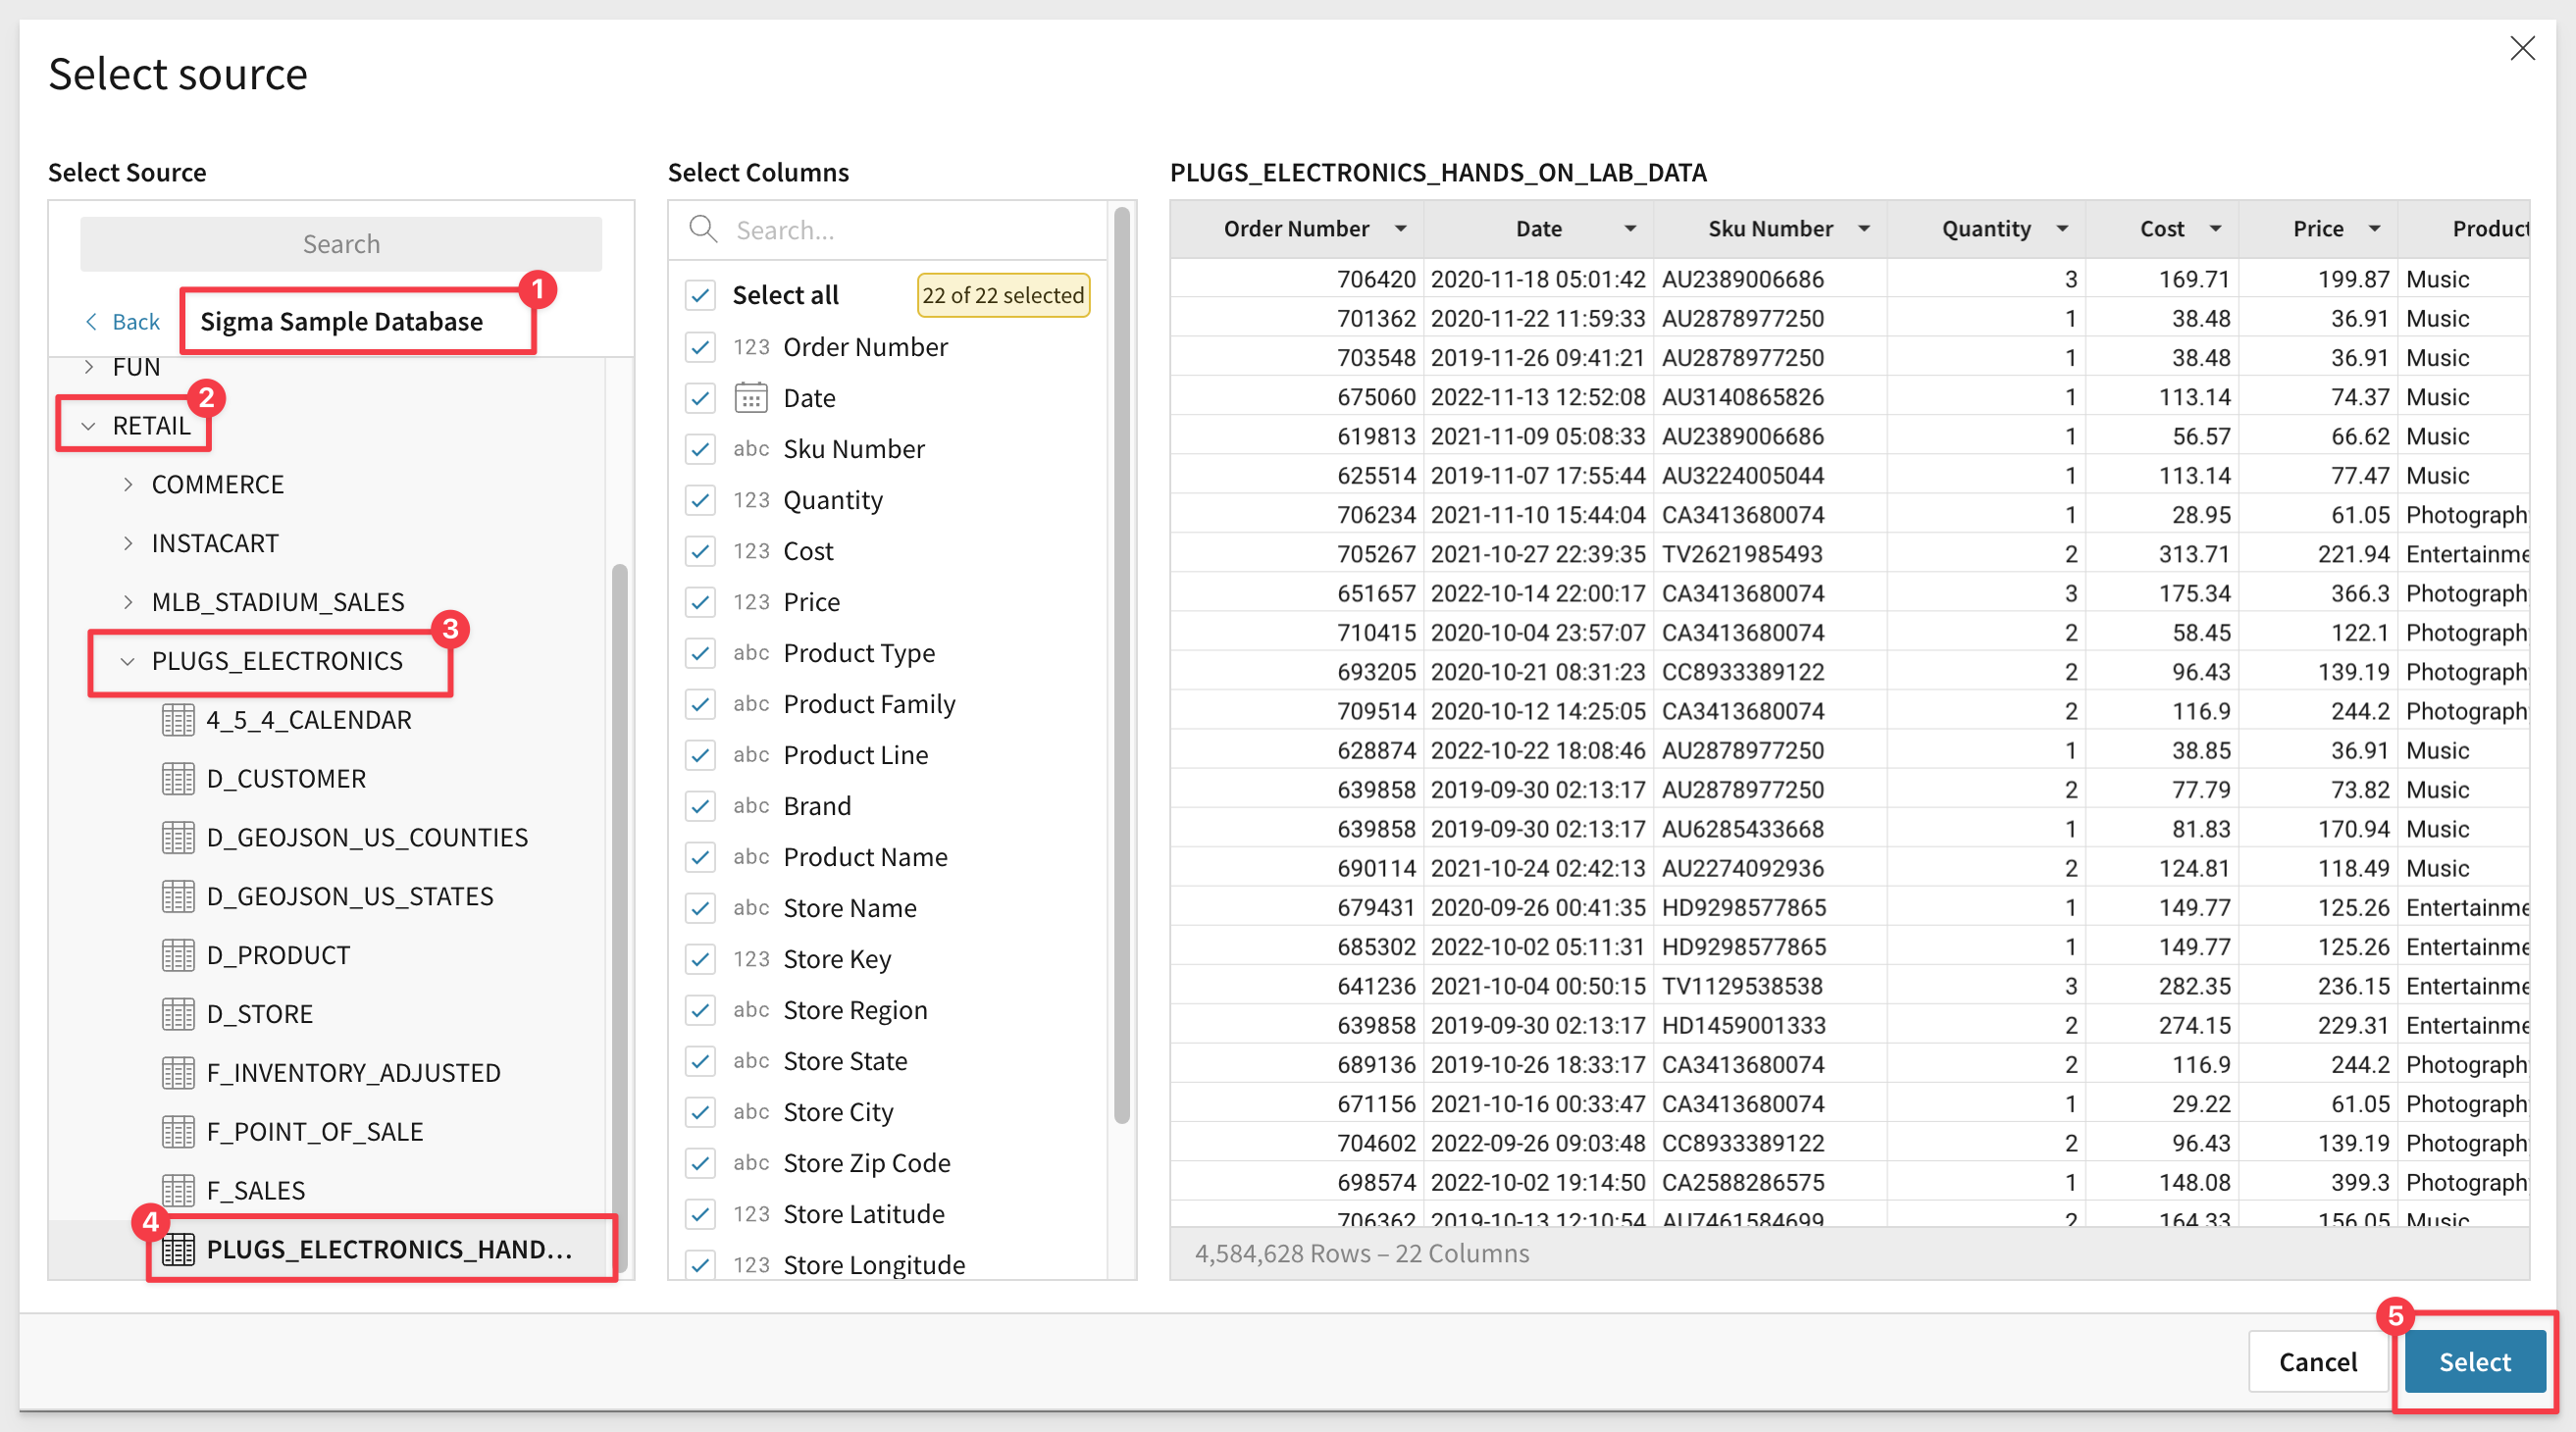 Select source
Select Source
Search
1
Back Sigma Sample Database
FUN
2
RETAIL
COMMERCE
INSTACART
MLB_STADIUM_SALES
3
PLUGS_ELECTRONICS
4_5_4_CALENDAR
D_CUSTOMER
D_GEOJSON_US_COUNTIES
D_GEOJSON_US_STATES
D_PRODUCT
D_STORE
F_INVENTORY_ADJUSTED
F_POINT_OF_SALE
F_SALES
4
PLUGS_ELECTRONICS_HAND...
Select Columns
Search...
Select all 22 of 22 selected
123 Order Number
Date
abc Sku Number
123 Quantity
123 Cost
123 Price
abc Product Type
abc Product Family
abc Product Line
abc Brand
abc Product Name
abc Store Name
123 Store Key
abc Store Region
abc Store State
abc Store City
abc Store Zip Code
123 Store Latitude
123 Store Longitude
PLUGS_ELECTRONICS_HANDS_ON_LAB_DATA
Order Number Date Sku Number Quantity Cost Price Product
706420 2020-11-18 05:01:42 AU2389006686 3 169.71 199.87 Music
701362 2020-11-22 11:59:33 AU2878977250 1 38.48 36.91 Music
703548 2019-11-26 09:41:21 AU2878977250 1 38.48 36.91 Music
675060 2022-11-13 12:52:08 AU3140865826 1 113.14 74.37 Music
619813 2021-11-09 05:08:33 AU2389006686 1 56.57 66.62 Music
625514 2019-11-07 17:55:44 AU3224005044 1 113.14 77.47 Music
706234 2021-11-10 15:44:04 CA3413680074 1 28.95 61.05 Photograph
705267 2021-10-27 22:39:35 TV2621985493 2 313.71 221.94 Entertainme
651657 2022-10-14 22:00:17 CA3413680074 3 175.34 366.3 Photograph
710415 2020-10-04 23:57:07 CA3413680074 2 58.45 122.1 Photograph
693205 2020-10-21 08:31:23 CC8933389122 2 96.43 139.19 Photograph
709514 2020-10-12 14:25:05 CA3413680074 2 116.9 244.2 Photograph
628874 2022-10-22 18:08:46 AU2878977250 1 38.85 36.91 Music
639858 2019-09-30 02:13:17 AU2878977250 2 77.79 73.82 Music
639858 2019-09-30 02:13:17 AU6285433668 1 81.83 170.94 Music
690114 2021-10-24 02:42:13 AU2274092936 2 124.81 118.49 Music
679431 2020-09-26 00:41:35 HD9298577865 1 149.77 125.26 Entertainme
685302 2022-10-02 05:11:31 HD9298577865 1 149.77 125.26 Entertainme
641236 2021-10-04 00:50:15 TV1129538538 3 282.35 236.15 Entertainme
639858 2019-09-30 02:13:17 HD1459001333 2 274.15 229.31 Entertainme
689136 2019-10-26 18:33:17 CA3413680074 2 116.9 244.2 Photograph
671156 2021-10-16 00:33:47 CA3413680074 1 29.22 61.05 Photograph
704602 2022-09-26 09:03:48 CC8933389122 2 96.43 139.19 Photograph
698574 2022-10-02 19:14:50 CA2588286575 1 148.08 399.3 Photograph
706362 2019-10-13 12:10:54 AU7461584699 2 164.33 156.05 Music
4,584,628 Rows – 22 Columns
5
Cancel Select